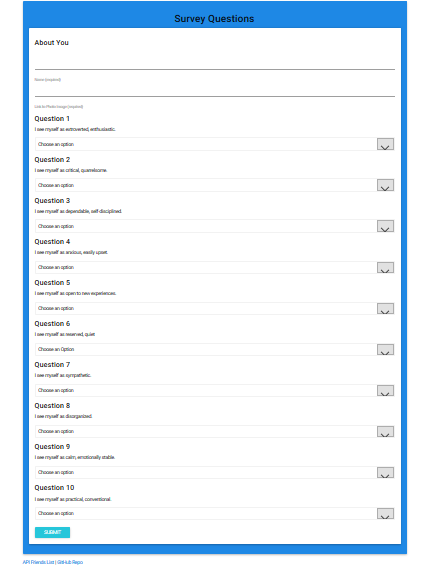 Survey Questions
About You
Name (required)
Link to Photo Image (required)
Question 1
I see myself as extroverted, enthusiastic.
Choose an option
Question 2
I see myself as critical, quarrelsome.
Choose an option
Question 3
I see myself as dependable, self-disciplined.
Choose an option
Question 4
I see myself as anxious, easily upset.
Choose an option
Question 5
I see myself as open to new experiences.
Choose an option
Question 6
I see myself as reserved, quiet
Choose an Option
Question 7
I see myself as sympathetic.
Choose an option
Question 8
I see myself as disorganized.
Choose an option
Question 9
I see myself as calm, emotionally stable.
Choose an option
Question 10
I see myself as practical, conventional.
Choose an option
SUBMIT
API Friends List | GitHub Repo